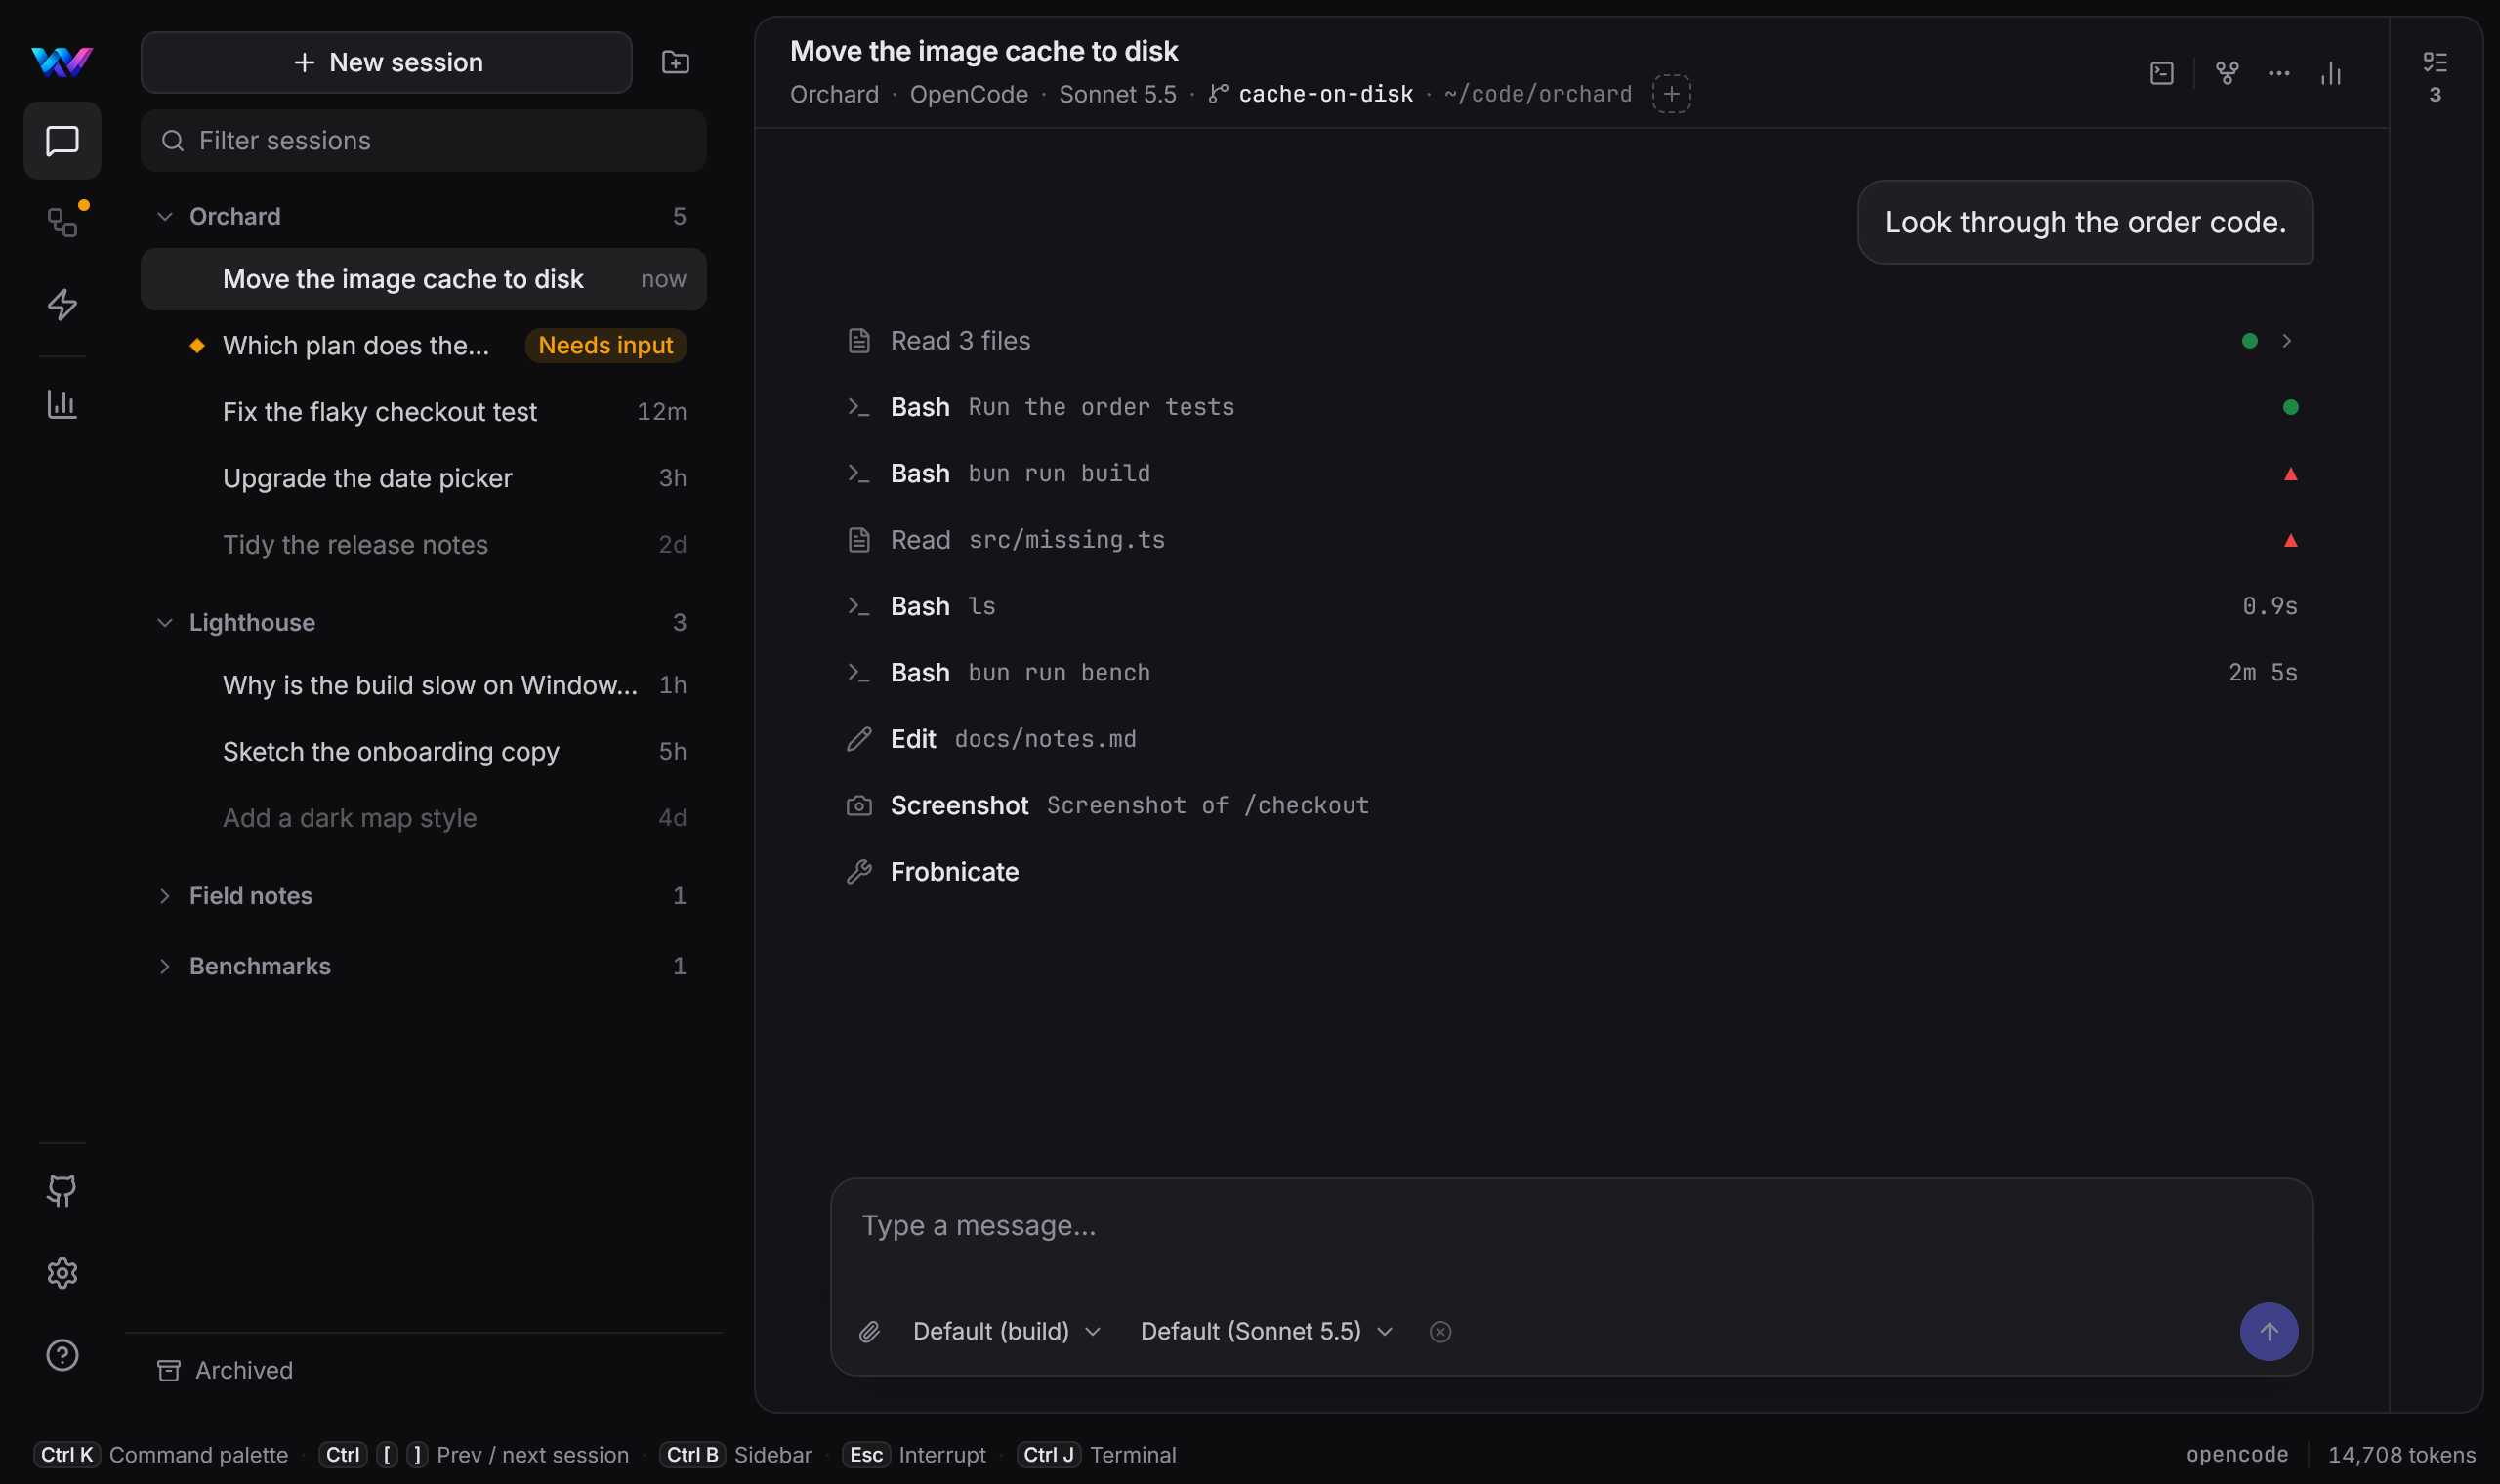 New session
Filter sessions
Orchard 5
Move the image cache to disk now
Which plan does the... Needs input
Fix the flaky checkout test 12m
Upgrade the date picker 3h
Tidy the release notes 2d
Lighthouse 3
Why is the build slow on Window... 1h
Sketch the onboarding copy 5h
Add a dark map style 4d
Field notes 1
Benchmarks 1
Archived
Move the image cache to disk
Orchard · OpenCode · Sonnet 5.5 · cache-on-disk · ~/code/orchard
3
Look through the order code.
Read 3 files
Bash Run the order tests
Bash bun run build
Read src/missing.ts
Bash ls 0.9s
Bash bun run bench 2m 5s
Edit docs/notes.md
Screenshot Screenshot of /checkout
Frobnicate
Type a message...
Default (build) Default (Sonnet 5.5)
Ctrl K Command palette · Ctrl [ ] Prev / next session · Ctrl B Sidebar · Esc Interrupt · Ctrl J Terminal
opencode 14,708 tokens